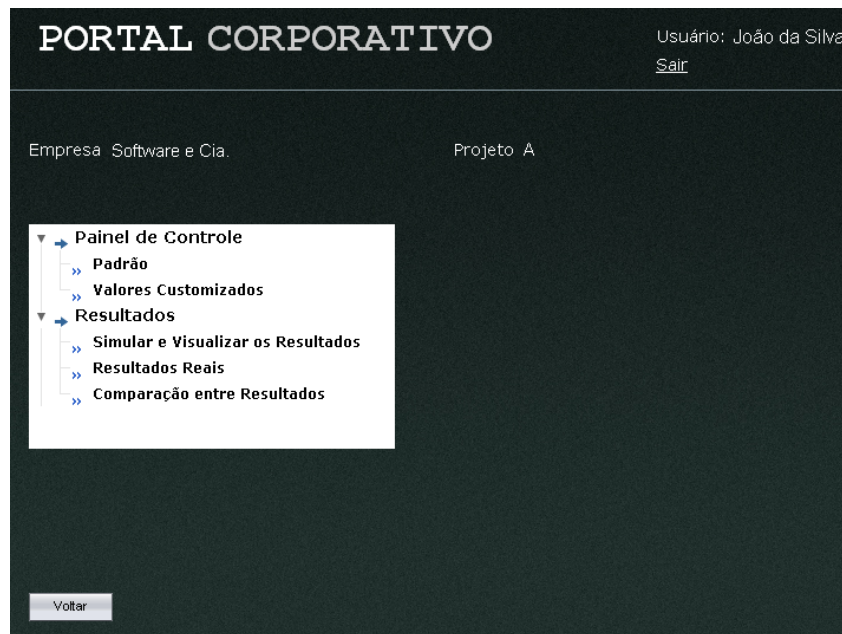 PORTAL CORPORATIVO
Usuário: João da Silva
Sair
Empresa Software e Cia.
Projeto A
Painel de Controle
Padrão
Valores Customizados
Resultados
Simular e Visualizar os Resultados
Resultados Reais
Comparação entre Resultados
Voltar